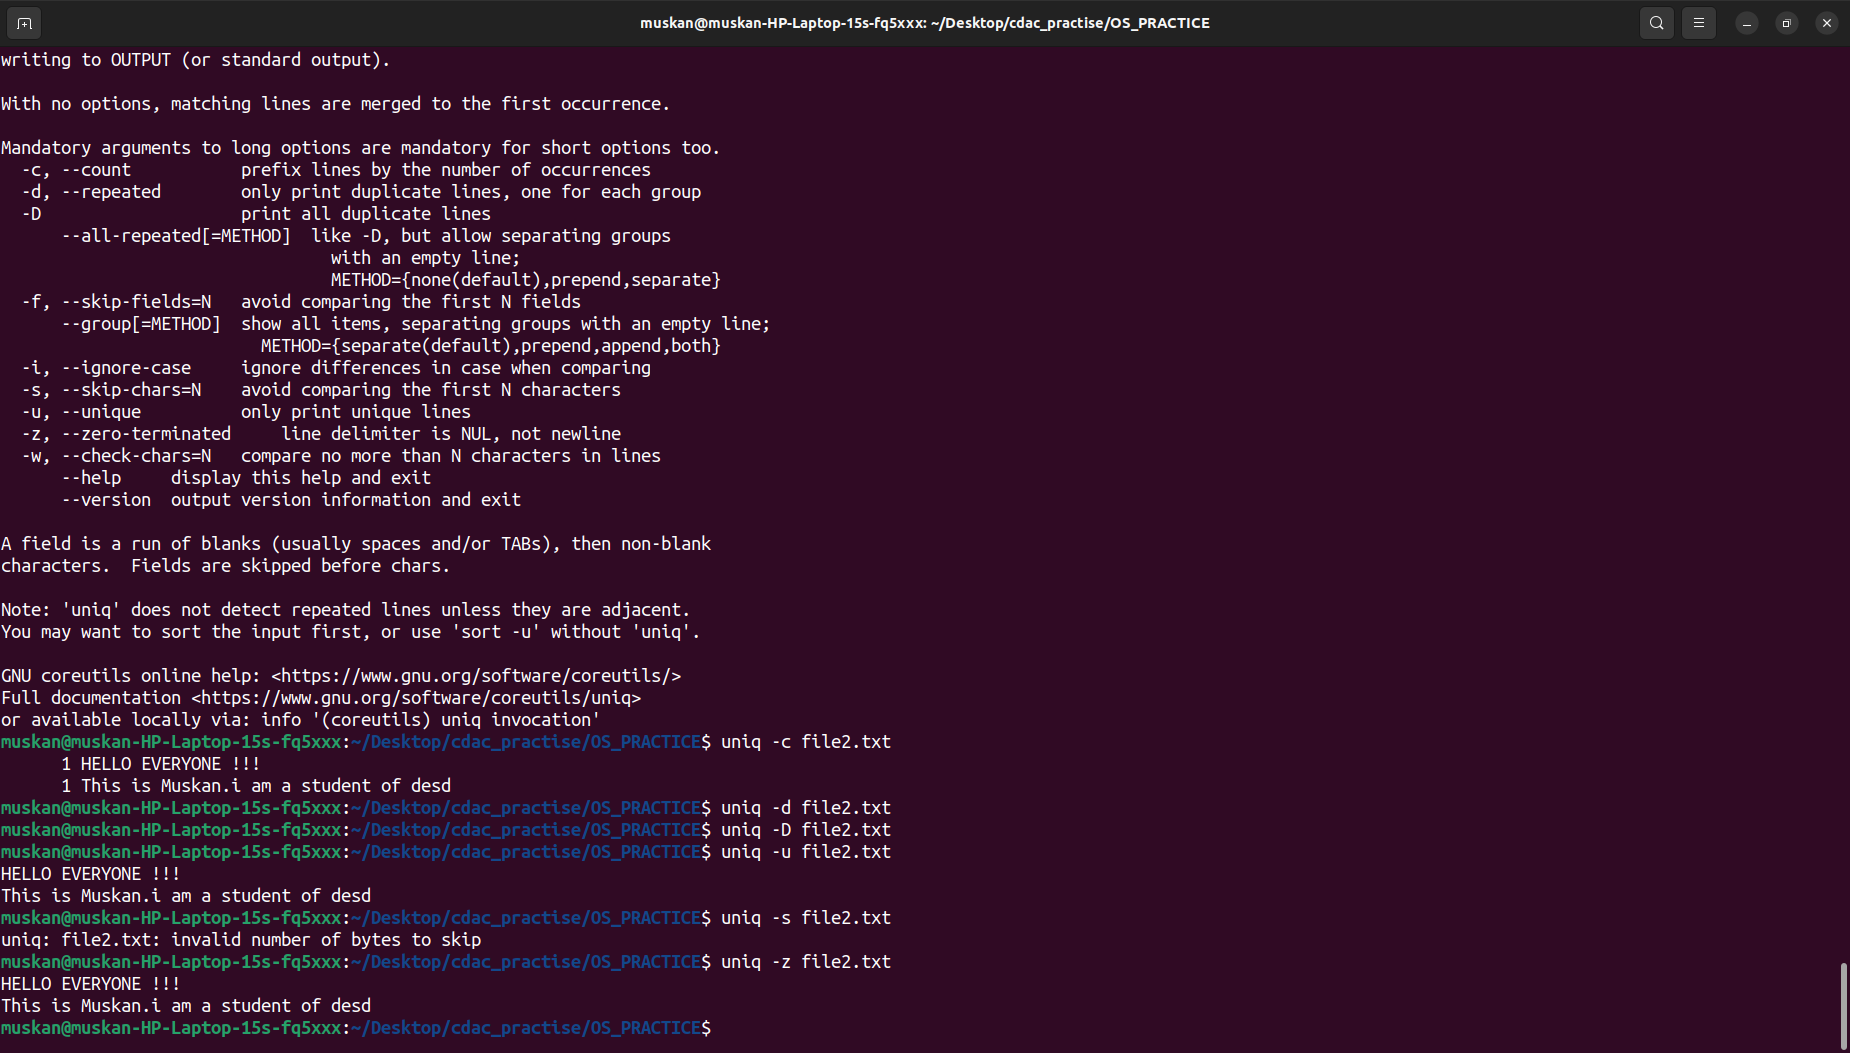 muskan@muskan-HP-Laptop-15s-fq5xxx: ~/Desktop/cdac_practise/OS_PRACTICE
writing to OUTPUT (or standard output).

With no options, matching lines are merged to the first occurrence.

Mandatory arguments to long options are mandatory for short options too.
  -c, --count           prefix lines by the number of occurrences
  -d, --repeated        only print duplicate lines, one for each group
  -D                    print all duplicate lines
      --all-repeated[=METHOD]  like -D, but allow separating groups
                                 with an empty line;
                                 METHOD={none(default),prepend,separate}
  -f, --skip-fields=N   avoid comparing the first N fields
      --group[=METHOD]  show all items, separating groups with an empty line;
                          METHOD={separate(default),prepend,append,both}
  -i, --ignore-case     ignore differences in case when comparing
  -s, --skip-chars=N    avoid comparing the first N characters
  -u, --unique          only print unique lines
  -z, --zero-terminated     line delimiter is NUL, not newline
  -w, --check-chars=N   compare no more than N characters in lines
      --help     display this help and exit
      --version  output version information and exit

A field is a run of blanks (usually spaces and/or TABs), then non-blank
characters.  Fields are skipped before chars.

Note: 'uniq' does not detect repeated lines unless they are adjacent.
You may want to sort the input first, or use 'sort -u' without 'uniq'.

GNU coreutils online help: <https://www.gnu.org/software/coreutils/>
Full documentation <https://www.gnu.org/software/coreutils/uniq>
or available locally via: info '(coreutils) uniq invocation'
muskan@muskan-HP-Laptop-15s-fq5xxx:~/Desktop/cdac_practise/OS_PRACTICE$ uniq -c file2.txt
      1 HELLO EVERYONE !!!
      1 This is Muskan.i am a student of desd
muskan@muskan-HP-Laptop-15s-fq5xxx:~/Desktop/cdac_practise/OS_PRACTICE$ uniq -d file2.txt
muskan@muskan-HP-Laptop-15s-fq5xxx:~/Desktop/cdac_practise/OS_PRACTICE$ uniq -D file2.txt
muskan@muskan-HP-Laptop-15s-fq5xxx:~/Desktop/cdac_practise/OS_PRACTICE$ uniq -u file2.txt
HELLO EVERYONE !!!
This is Muskan.i am a student of desd
muskan@muskan-HP-Laptop-15s-fq5xxx:~/Desktop/cdac_practise/OS_PRACTICE$ uniq -s file2.txt
uniq: file2.txt: invalid number of bytes to skip
muskan@muskan-HP-Laptop-15s-fq5xxx:~/Desktop/cdac_practise/OS_PRACTICE$ uniq -z file2.txt
HELLO EVERYONE !!!
This is Muskan.i am a student of desd
muskan@muskan-HP-Laptop-15s-fq5xxx:~/Desktop/cdac_practise/OS_PRACTICE$